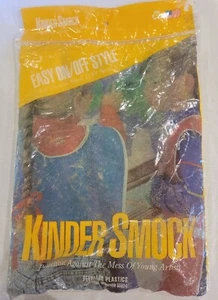 KINDER SMOCK
EASY ON/OFF STYLE
KINDER SMOCK
Against The Mess Of Young Artists
PLASTICS